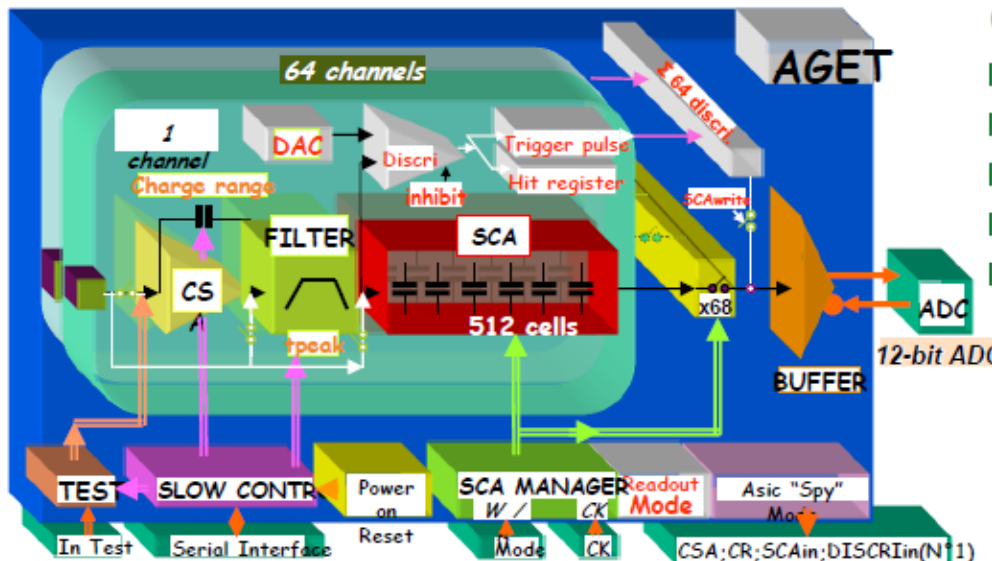 AGET
64 channels
Σ 64 discri.
1
channel
DAC
Discri
Trigger pulse
Hit register
inhibit
Charge range
SCAwrite
FILTER
SCA
CS
A
512 cells
x68
ADC
tpeak
12-bit ADC
BUFFER
TEST
SLOW CONTR
Power
on
Reset
SCA MANAGER
W / CK
Readout
Mode
Asic "Spy"
Mode
In Test
Serial Interface
Mode
CK
CSA;CR;SCAin;DISCRIin(N°1)